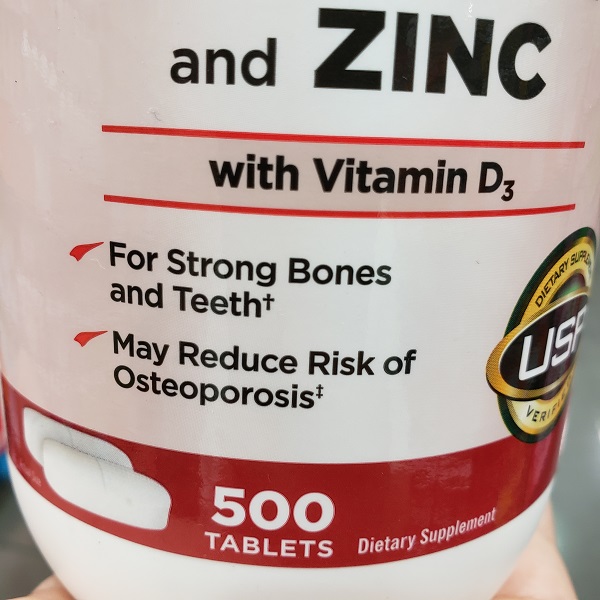 and ZINC
with Vitamin D₃
For Strong Bones
and Teeth†
May Reduce Risk of
Osteoporosis‡
DIETARY
USP
500
TABLETS
Dietary Supplement